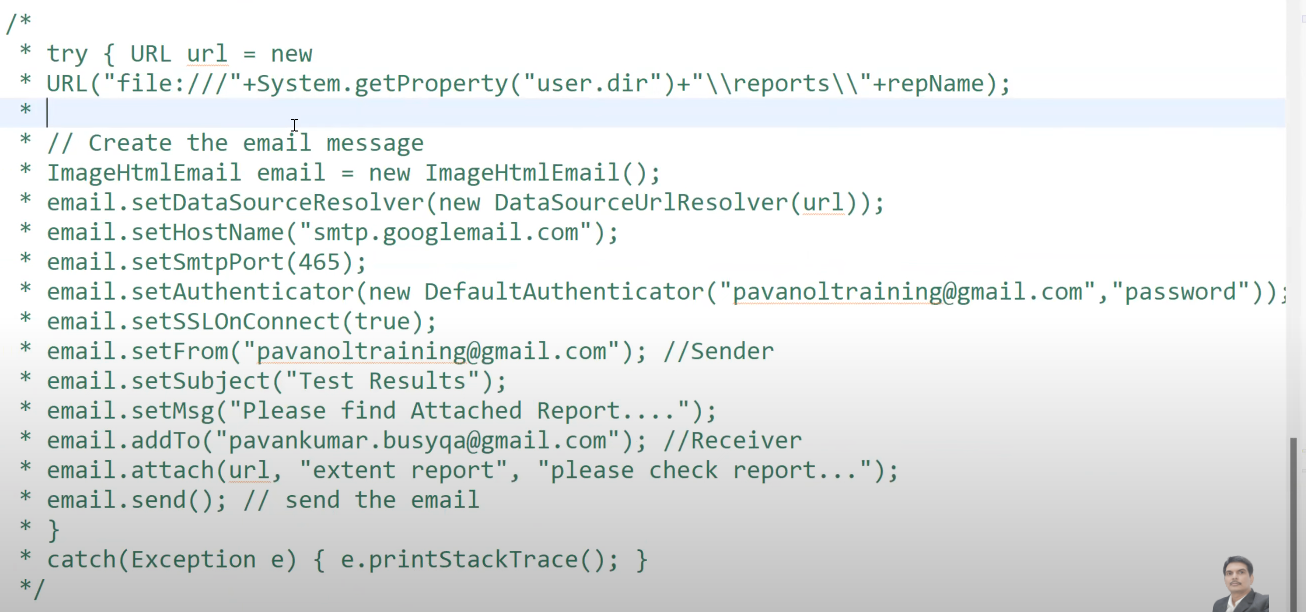 /*
* try { URL url = new
* URL("file:///"+System.getProperty("user.dir")+"\\reports\\"+repName);
*
* // Create the email message
* ImageHtmlEmail email = new ImageHtmlEmail();
* email.setDataSourceResolver(new DataSourceUrlResolver(url));
* email.setHostName("smtp.googlemail.com");
* email.setSmtpPort(465);
* email.setAuthenticator(new DefaultAuthenticator("pavanoltraining@gmail.com","password"));
* email.setSSLOnConnect(true);
* email.setFrom("pavanoltraining@gmail.com"); //Sender
* email.setSubject("Test Results");
* email.setMsg("Please find Attached Report....");
* email.addTo("pavankumar.busyqa@gmail.com"); //Receiver
* email.attach(url, "extent report", "please check report...");
* email.send(); // send the email
* }
* catch(Exception e) { e.printStackTrace(); }
*/